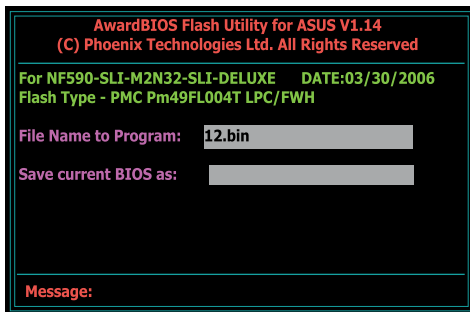 AwardBIOS Flash Utility for ASUS V1.14
(C) Phoenix Technologies Ltd. All Rights Reserved
For NF590-SLI-M2N32-SLI-DELUXE DATE:03/30/2006
Flash Type - PMC Pm49FL004T LPC/FWH
File Name to Program: 12.bin
Save current BIOS as:
Message: